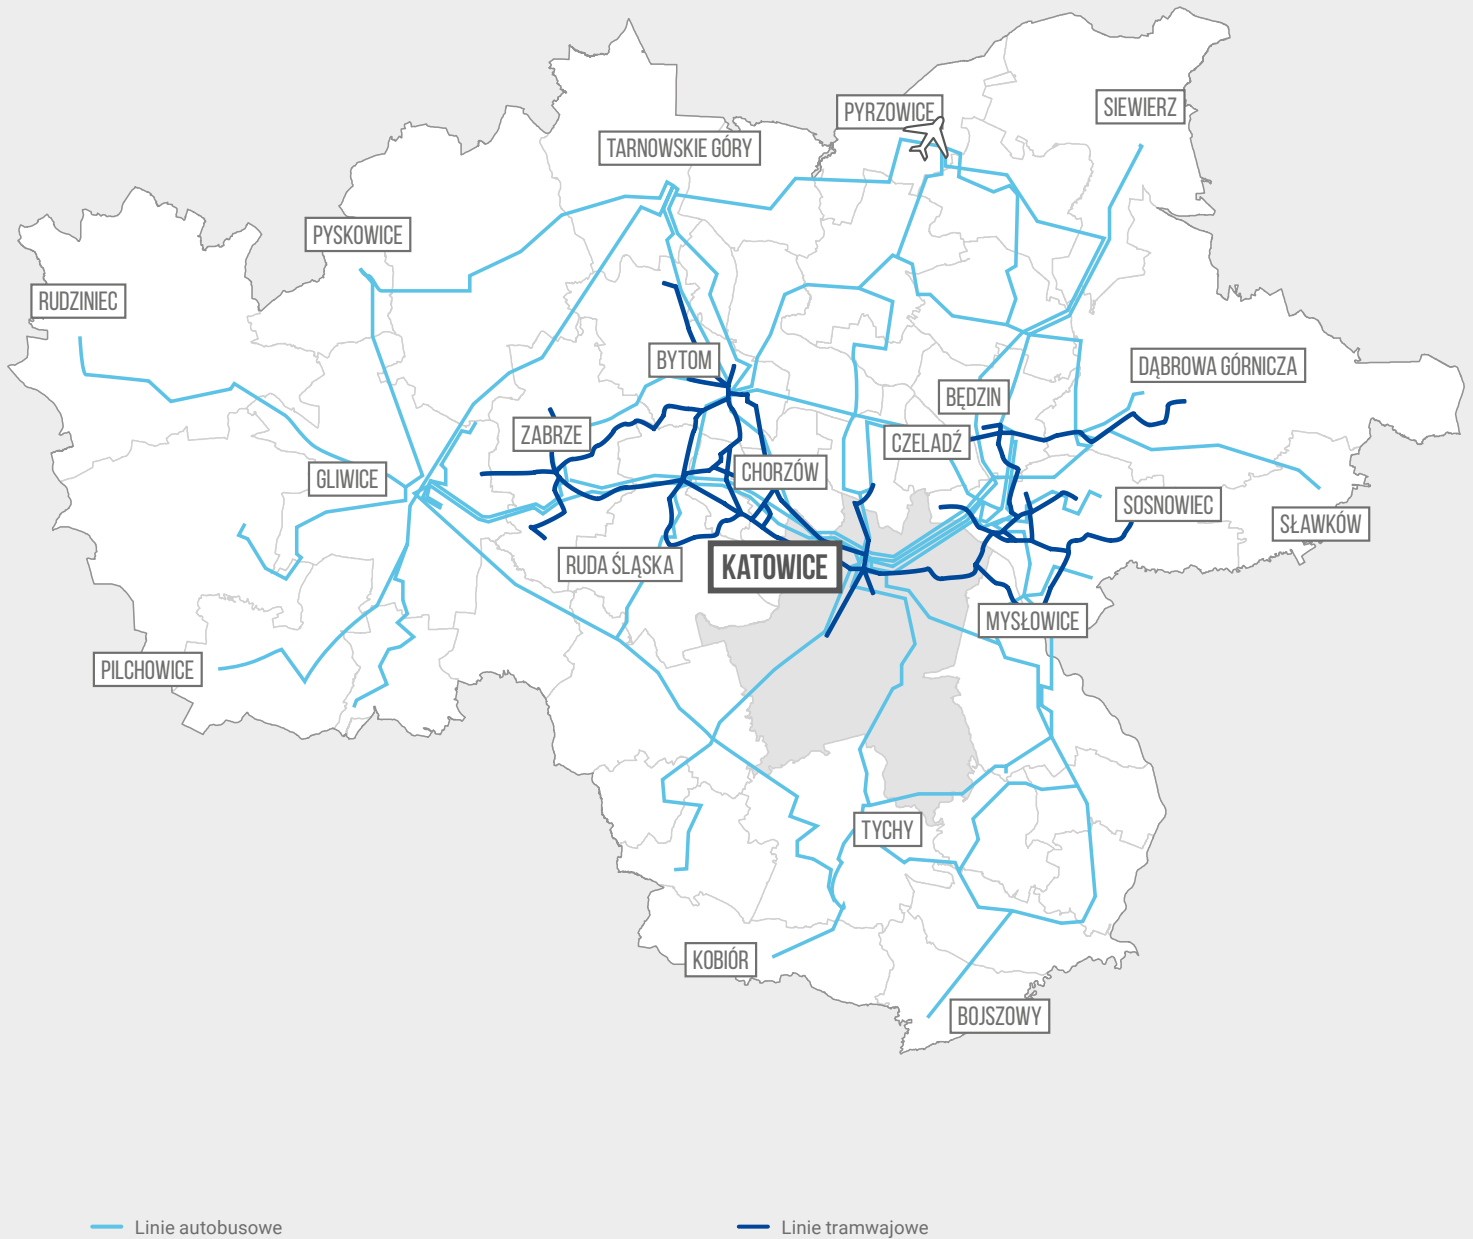 SIEWIERZ
PYRZOWICE
TARNOWSKIE GÓRY
PYSKOWICE
RUDZINIEC
BYTOM
DĄBROWA GÓRNICZA
BĘDZIN
ZABRZE
CZELADŹ
GLIWICE
CHORZÓW
SOSNOWIEC
SŁAWKÓW
RUDA ŚLĄSKA
KATOWICE
MYSŁOWICE
PILCHOWICE
TYCHY
KOBIÓR
BOJSZOWY
Linie autobusowe
Linie tramwajowe